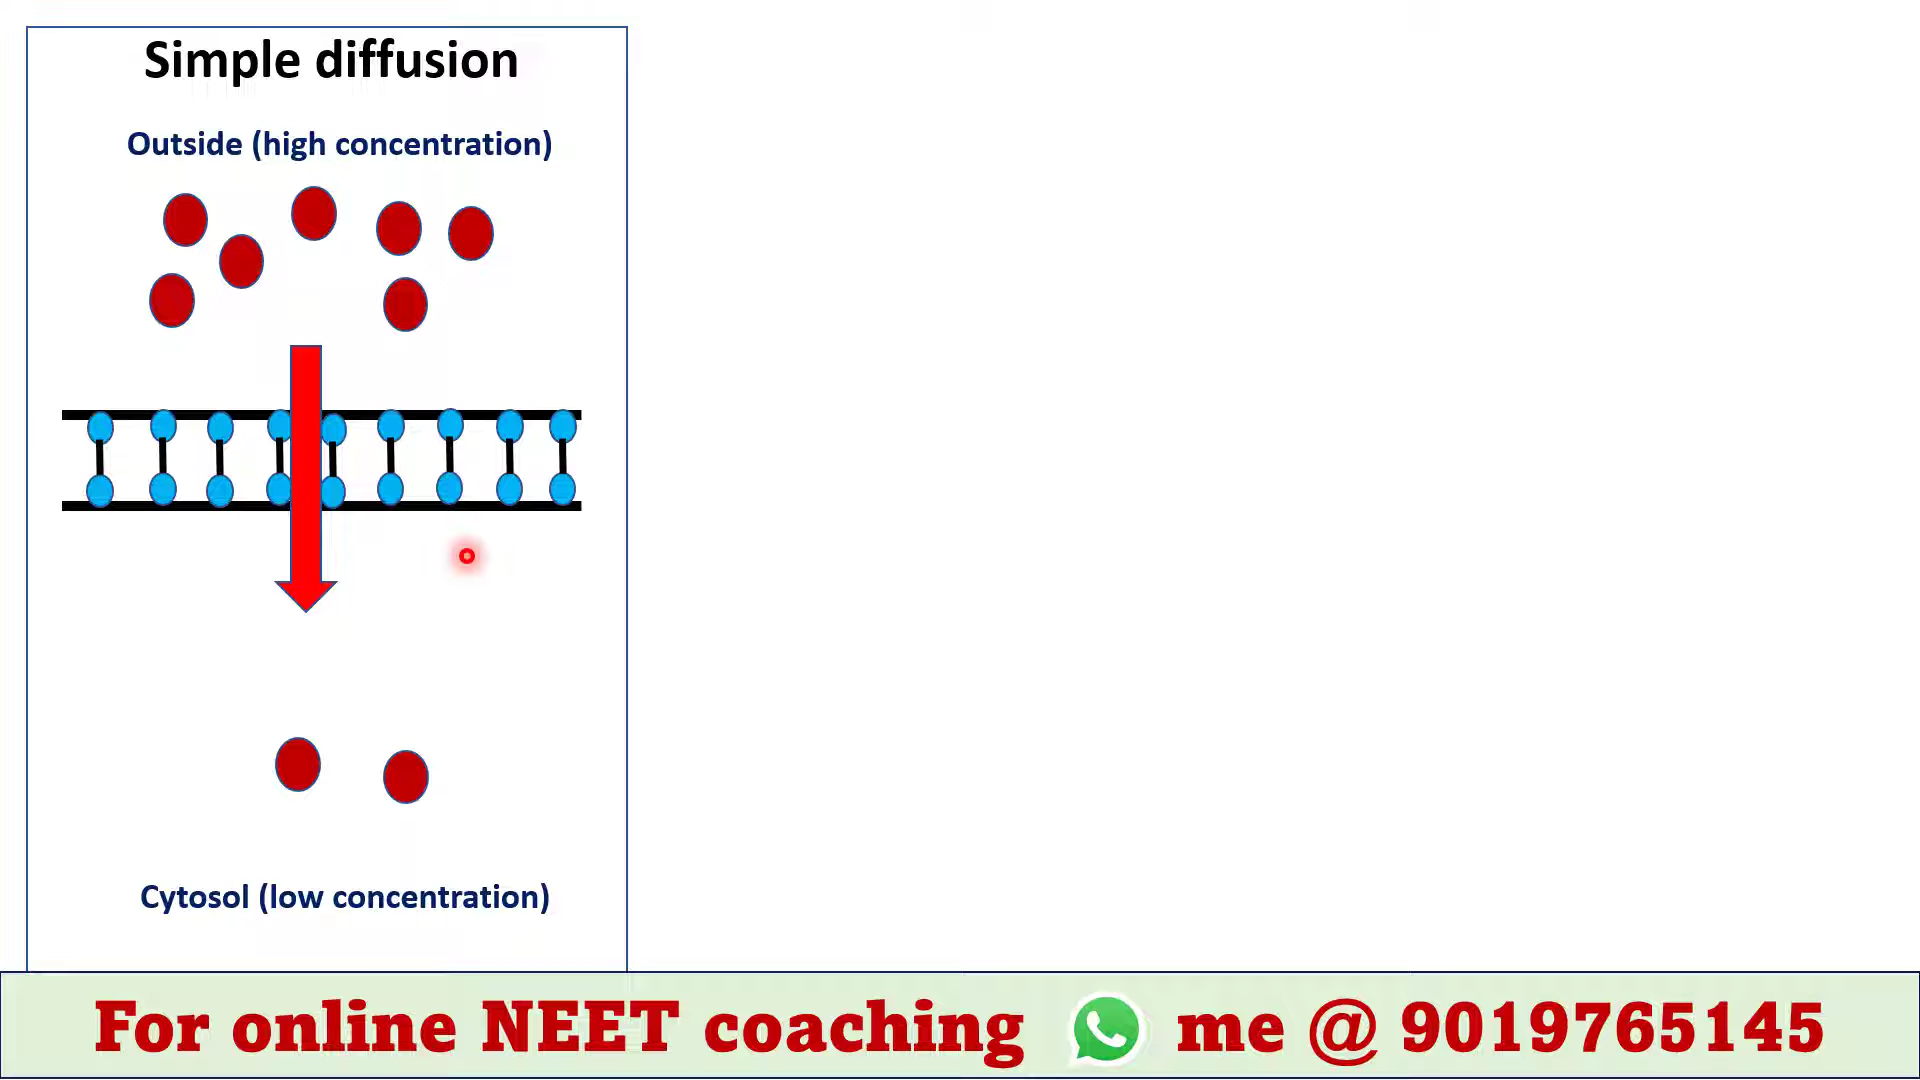 Simple diffusion
Outside (high concentration)
Cytosol (low concentration)
For online NEET coaching me @ 9019765145